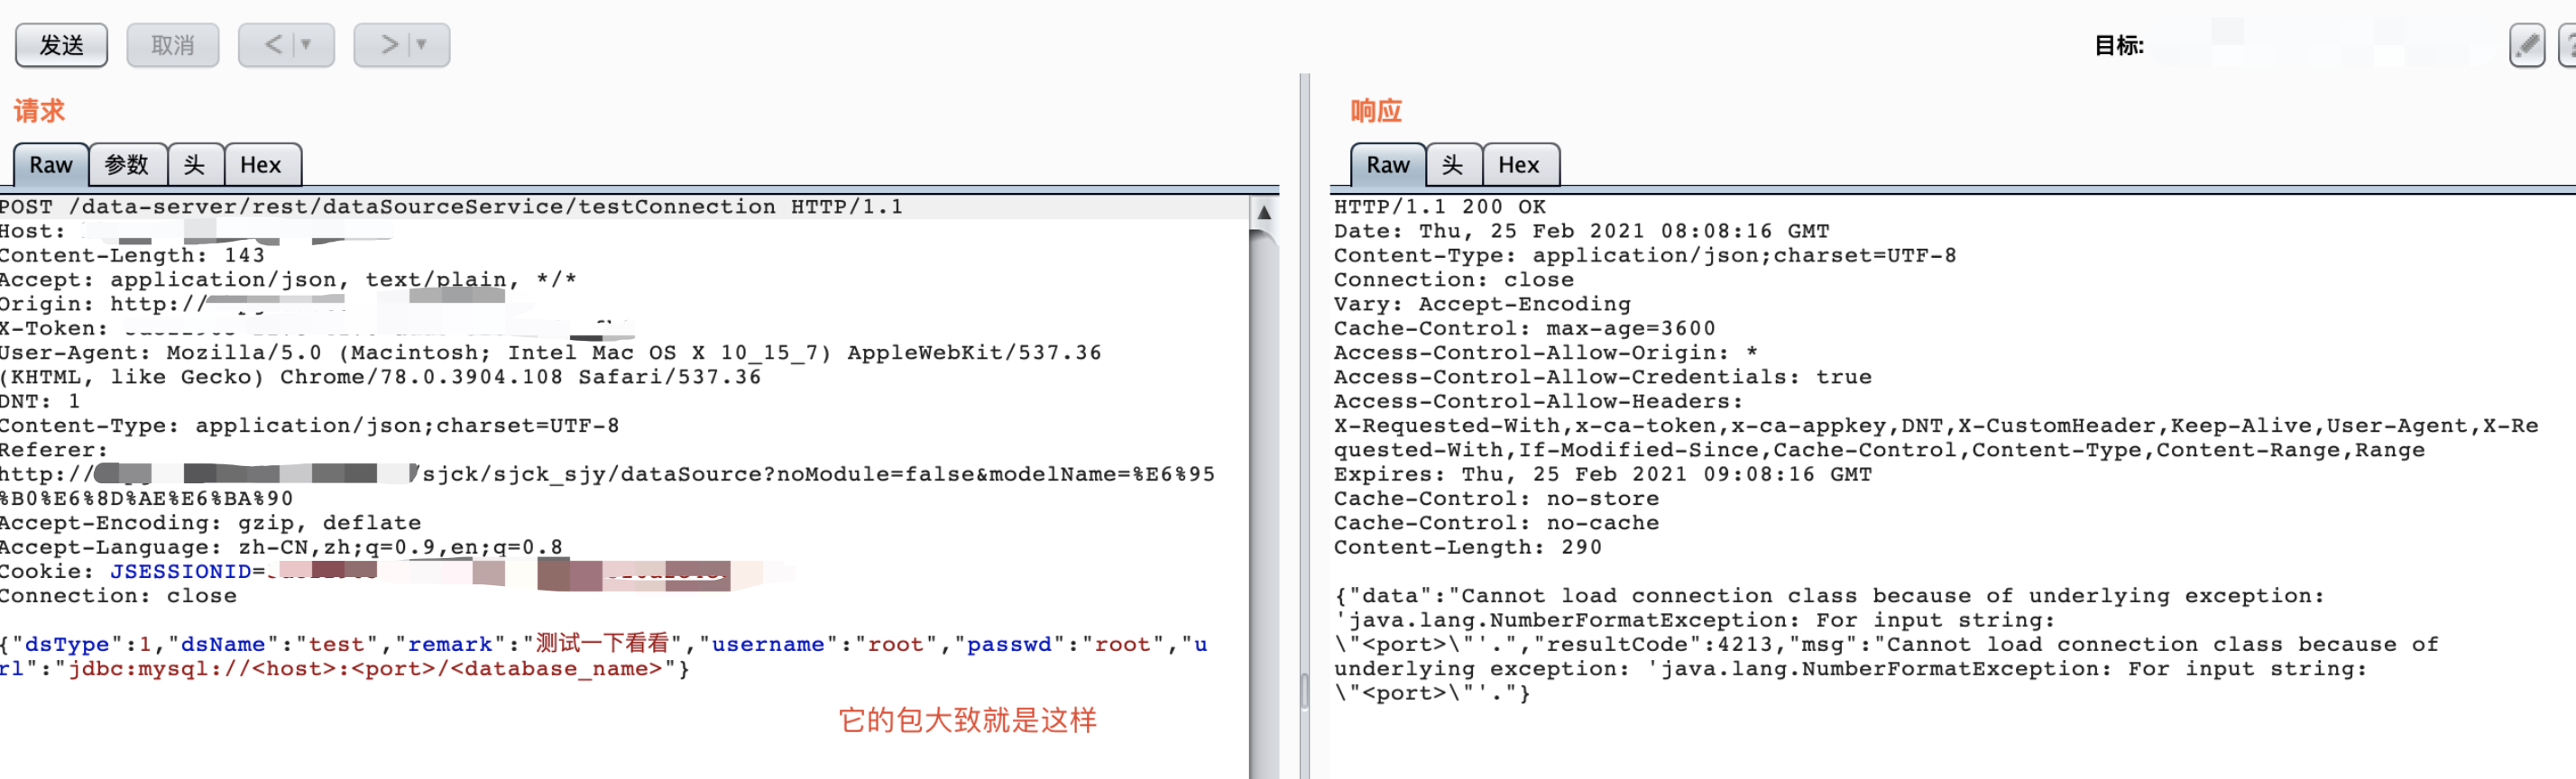 发送
取消
<
>
目标:
请求
Raw
参数
头
Hex
POST /data-server/rest/dataSourceService/testConnection HTTP/1.1
Host:
Content-Length: 143
Accept: application/json, text/plain, */*
Origin: http://
X-Token:
User-Agent: Mozilla/5.0 (Macintosh; Intel Mac OS X 10_15_7) AppleWebKit/537.36
(KHTML, like Gecko) Chrome/78.0.3904.108 Safari/537.36
DNT: 1
Content-Type: application/json;charset=UTF-8
Referer:
http:// /sjck/sjck_sjy/dataSource?noModule=false&modelName=%E6%95
%B0%E6%8D%AE%E6%BA%90
Accept-Encoding: gzip, deflate
Accept-Language: zh-CN,zh;q=0.9,en;q=0.8
Cookie: JSESSIONID=
Connection: close
{"dsType":1,"dsName":"test","remark":"测试一下看看","username":"root","passwd":"root","u
rl":"jdbc:mysql://<host>:<port>/<database_name>"}
它的包大致就是这样
响应
Raw
头
Hex
HTTP/1.1 200 OK
Date: Thu, 25 Feb 2021 08:08:16 GMT
Content-Type: application/json;charset=UTF-8
Connection: close
Vary: Accept-Encoding
Cache-Control: max-age=3600
Access-Control-Allow-Origin: *
Access-Control-Allow-Credentials: true
Access-Control-Allow-Headers:
X-Requested-With,x-ca-token,x-ca-appkey,DNT,X-CustomHeader,Keep-Alive,User-Agent,X-Re
quested-With,If-Modified-Since,Cache-Control,Content-Type,Content-Range,Range
Expires: Thu, 25 Feb 2021 09:08:16 GMT
Cache-Control: no-store
Cache-Control: no-cache
Content-Length: 290
{"data":"Cannot load connection class because of underlying exception:
'java.lang.NumberFormatException: For input string:
\"<port>\"'.","resultCode":4213,"msg":"Cannot load connection class because of
underlying exception: 'java.lang.NumberFormatException: For input string:
\"<port>\"'."}